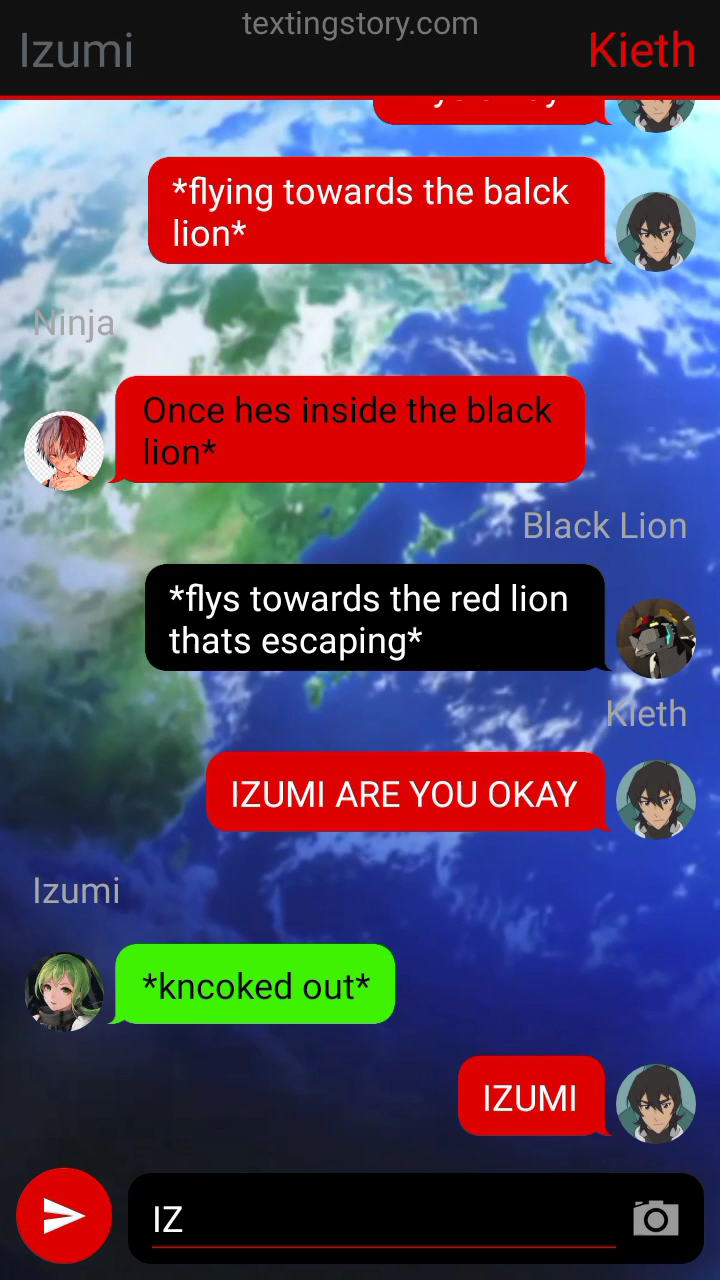 textingstory.com
Izumi
Kieth
*flying towards the balck
lion*
Ninja
Once hes inside the black
lion*
Black Lion
*flys towards the red lion
thats escaping*
Kieth
IZUMI ARE YOU OKAY
Izumi
*kncoked out*
IZUMI
IZ